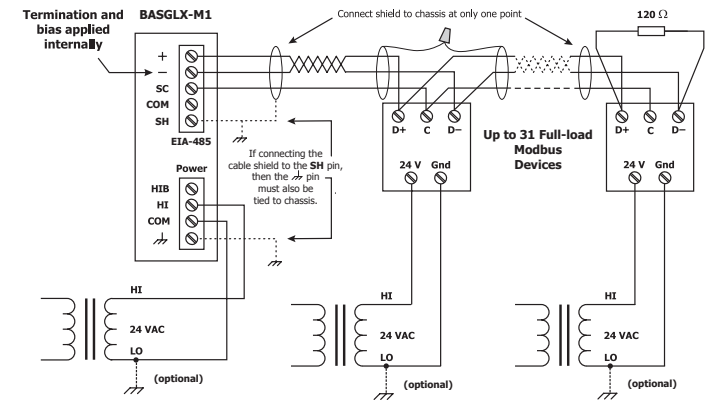 Termination and
bias applied
internally
BASGLX-M1
Connect shield to chassis at only one point
120 Ω
+
−
SC
COM
SH
EIA-485
D+ C D−
D+ C D−
Up to 31 Full-load
Modbus
Devices
If connecting the
cable shield to the SH pin,
then the pin
must also be
tied to chassis.
Power
HIB
HI
COM
24 V Gnd
24 V Gnd
HI
24 VAC
LO
(optional)
HI
24 VAC
LO
(optional)
HI
24 VAC
LO
(optional)